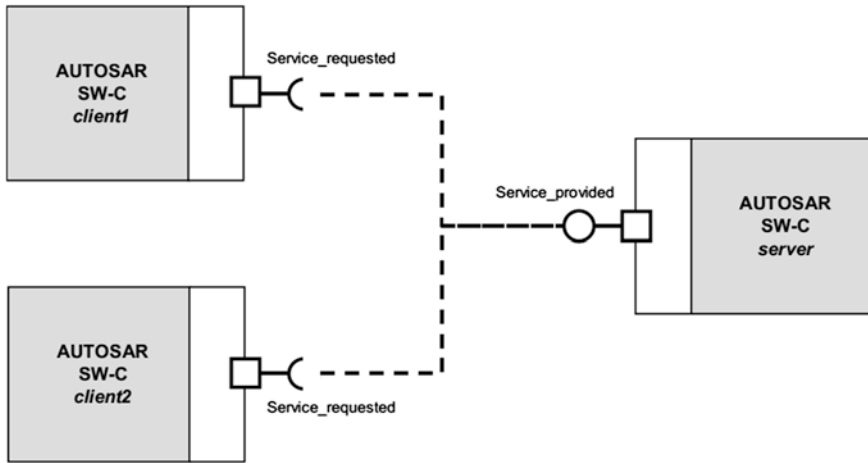 AUTOSAR
SW-C
client1
Service_requested
Service_provided
AUTOSAR
SW-C
server
AUTOSAR
SW-C
client2
Service_requested